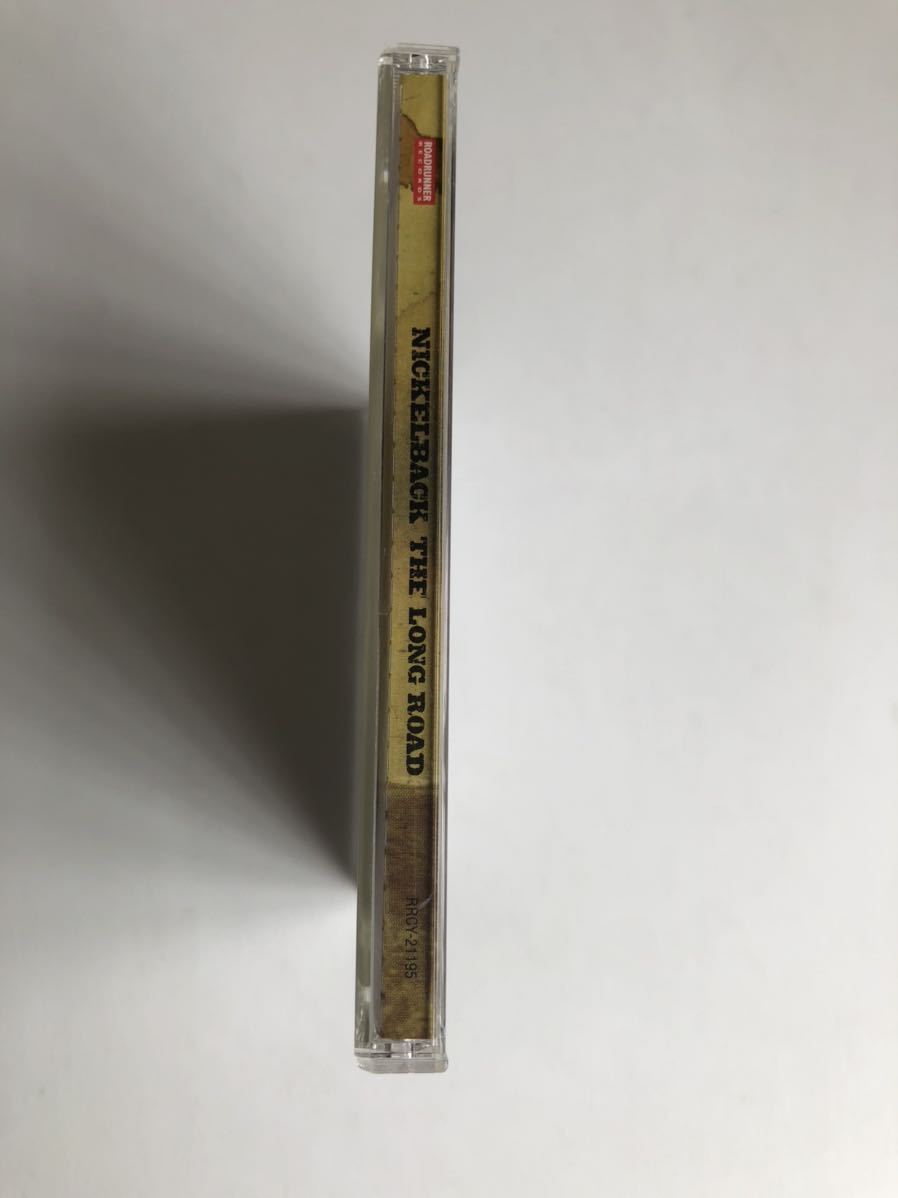 ROADRUNNER
RECORDS
NICKELBACK THE LONG ROAD
RRCY-21195